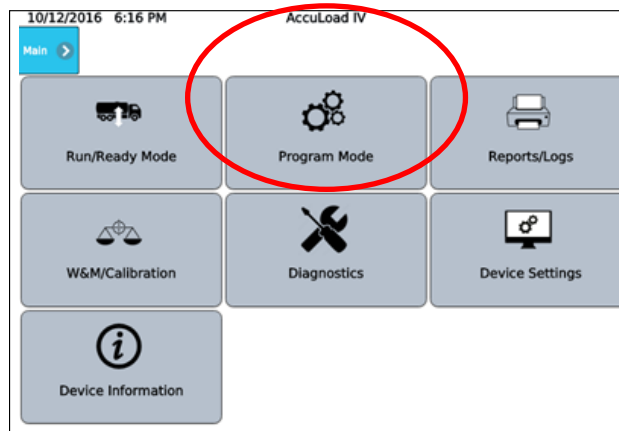 10/12/2016 6:16 PM AccuLoad IV
Main
Run/Ready Mode Program Mode Reports/Logs
W&M/Calibration Diagnostics Device Settings
Device Information